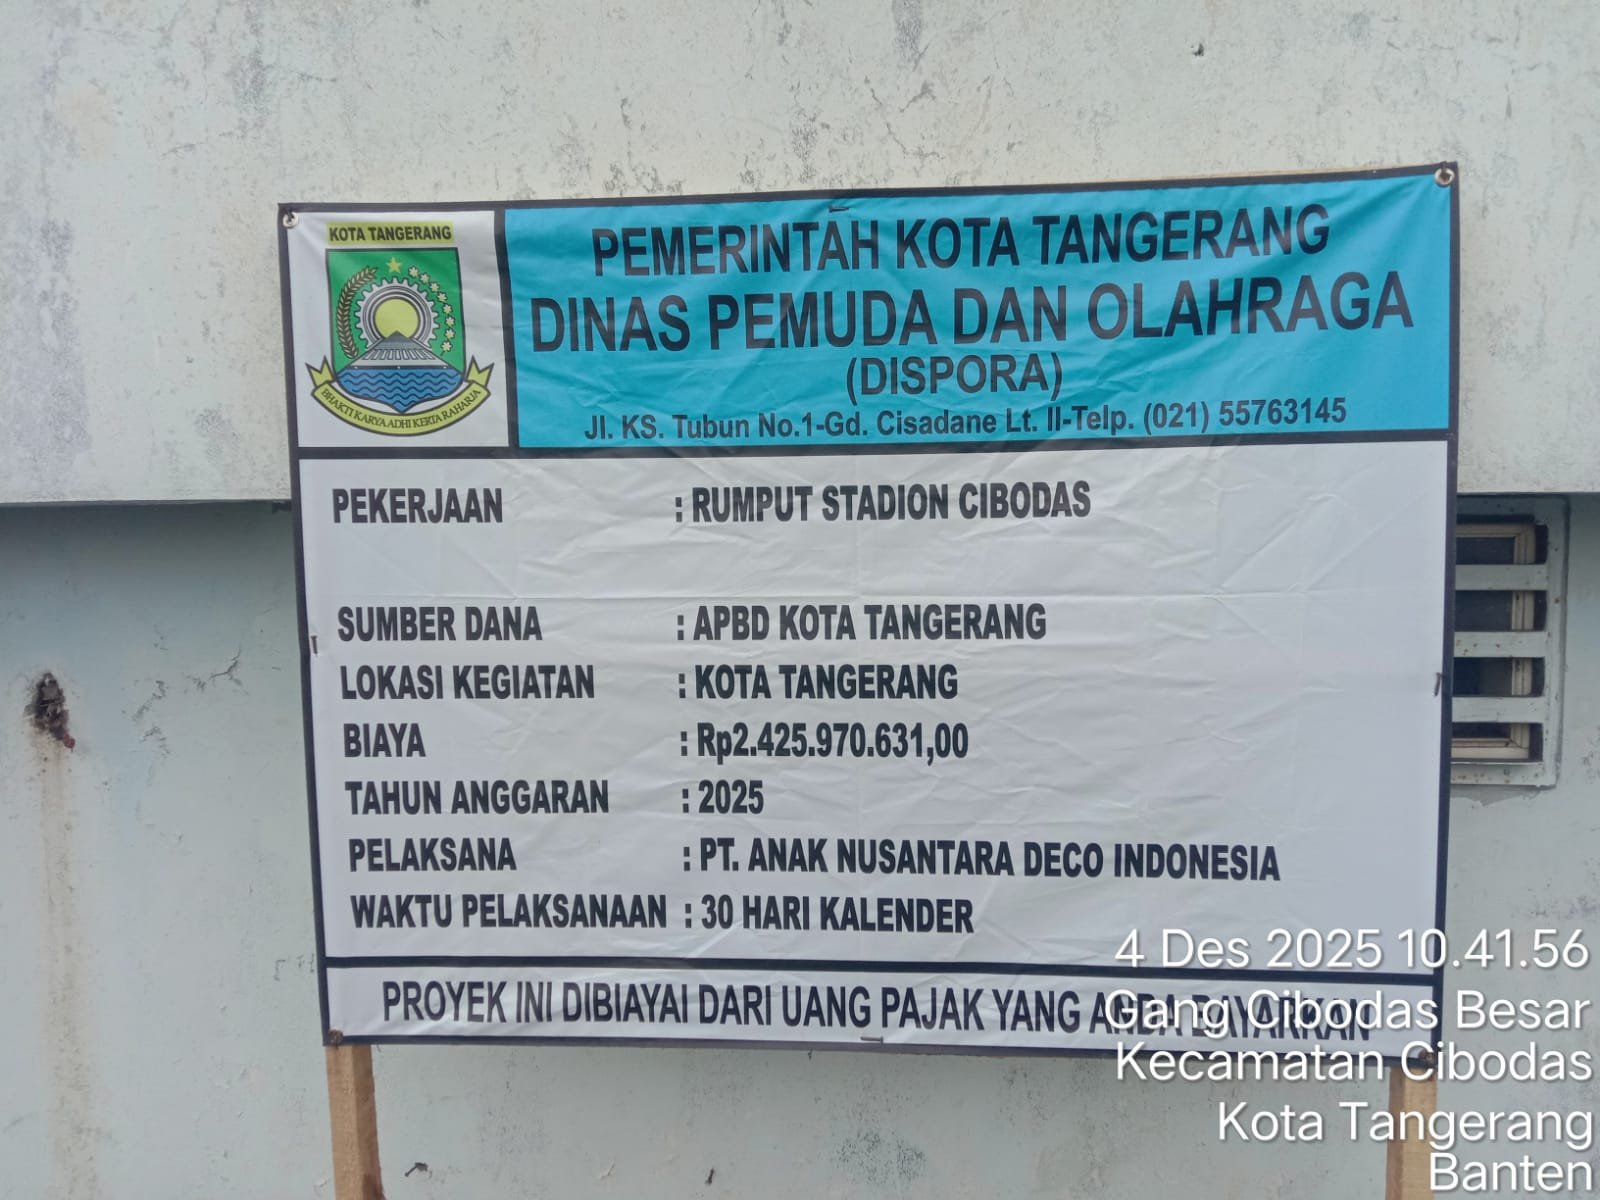 KOTA TANGERANG
BHAKTI KARYA ADHI KERTA RAHARJA
PEMERINTAH KOTA TANGERANG
DINAS PEMUDA DAN OLAHRAGA
(DISPORA)
Jl. KS. Tubun No.1-Gd. Cisadane Lt. II-Telp. (021) 55763145
PEKERJAAN : RUMPUT STADION CIBODAS
SUMBER DANA : APBD KOTA TANGERANG
LOKASI KEGIATAN : KOTA TANGERANG
BIAYA : Rp2.425.970.631,00
TAHUN ANGGARAN : 2025
PELAKSANA : PT. ANAK NUSANTARA DECO INDONESIA
WAKTU PELAKSANAAN : 30 HARI KALENDER
PROYEK INI DIBIAYAI DARI UANG PAJAK YANG ANDA BAYARKAN
4 Des 2025 10.41.56
Gang Cibodas Besar
Kecamatan Cibodas
Kota Tangerang
Banten